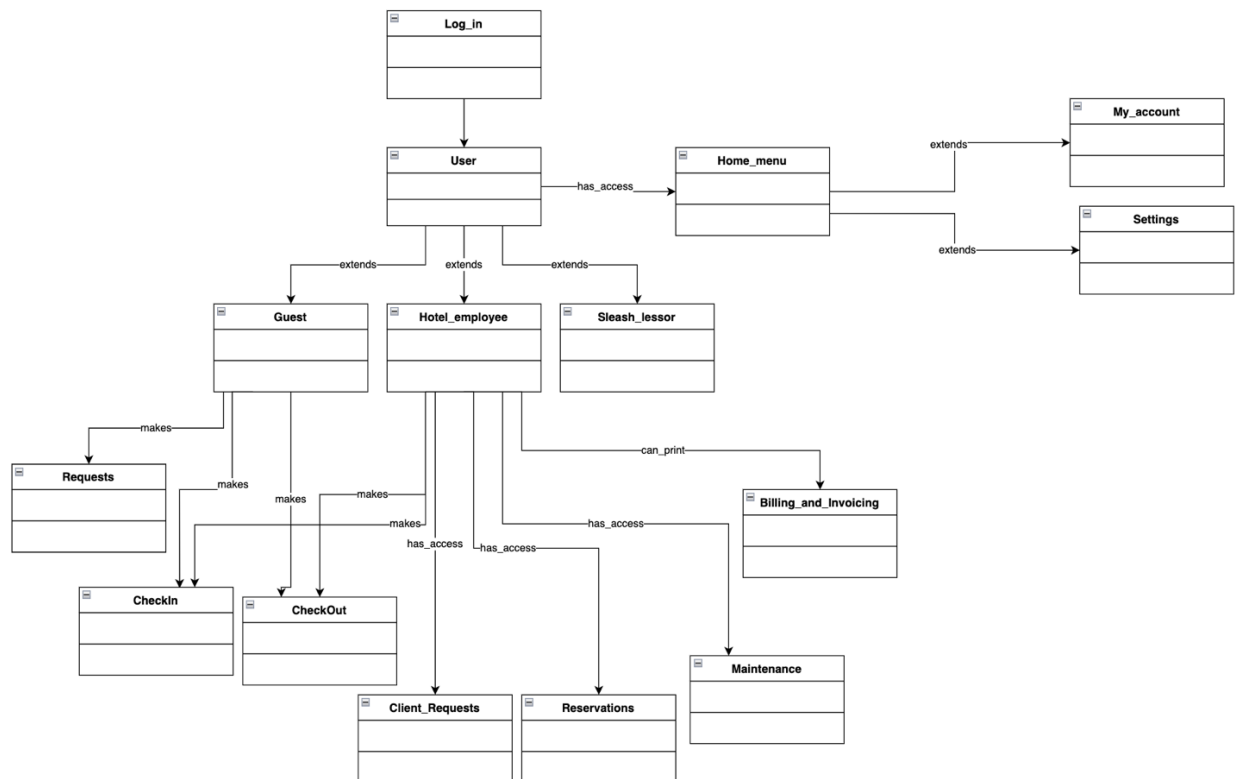 Log_in
My_account
User
Home_menu
extends
has_access
Settings
extends
extends
extends
extends
Guest
Hotel_employee
Sleash_lessor
makes
can_print
Requests
makes
makes
makes
Billing_and_Invoicing
makes
has_access
has_access
has_access
CheckIn
CheckOut
Maintenance
Client_Requests
Reservations